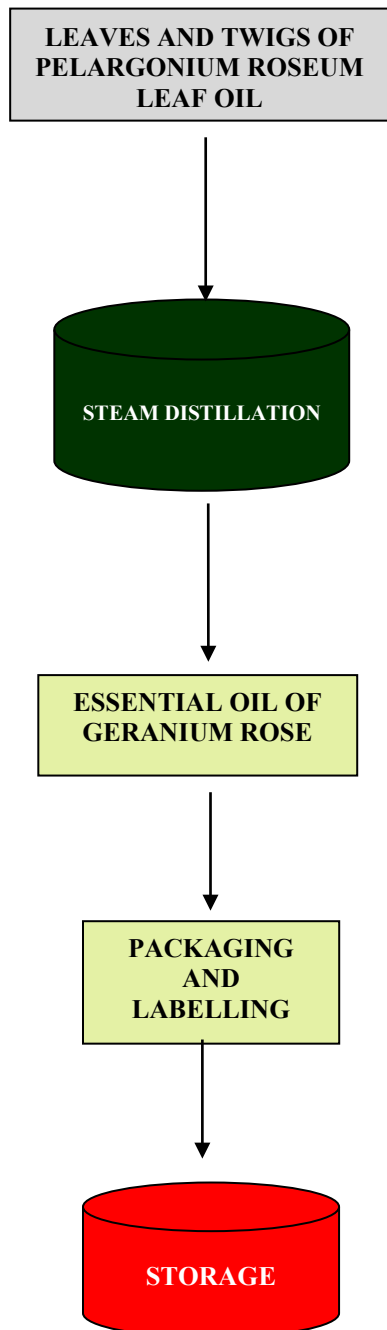 LEAVES AND TWIGS OF
PELARGONIUM ROSEUM
LEAF OIL
STEAM DISTILLATION
ESSENTIAL OIL OF
GERANIUM ROSE
PACKAGING
AND
LABELLING
STORAGE